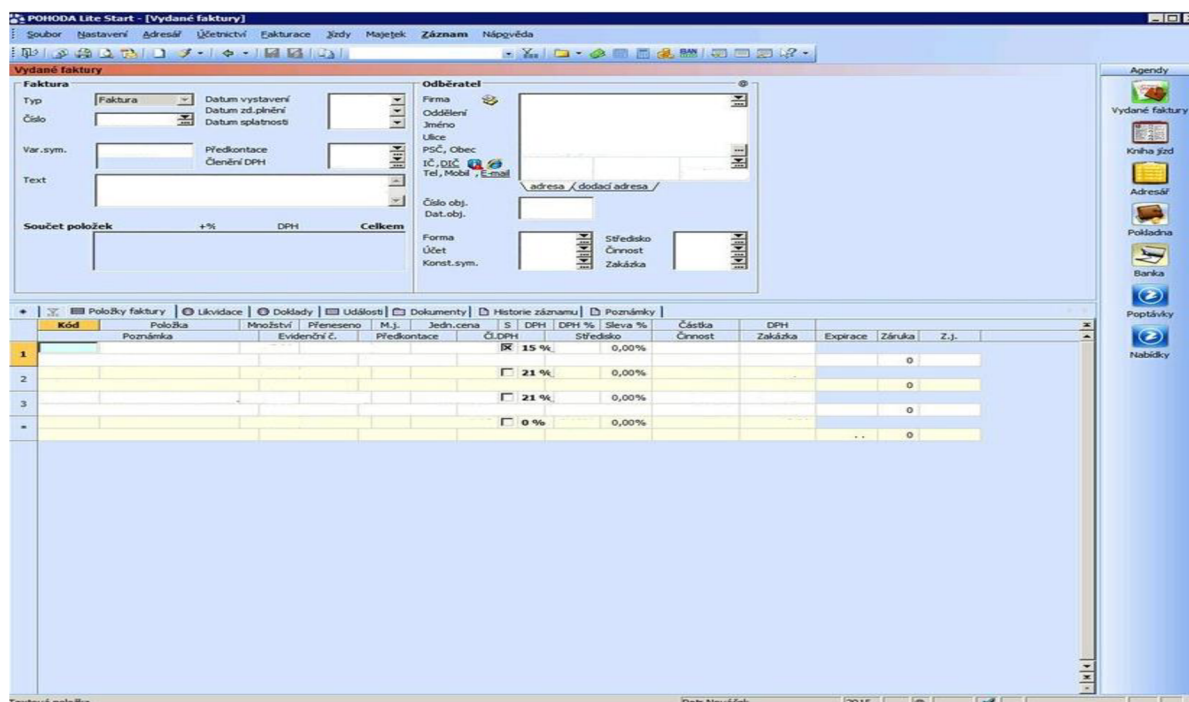 POHODA Lite Start - [Vydané faktury]
Soubor Nastavení Adresář Účetnictví Fakturace Jízdy Majetek Záznam Nápověda
Vydané faktury
Agendy
Faktura
Typ Faktura
Číslo
Var.sym.
Text
Datum vystavení
Datum zd.plnění
Datum splatnosti
Předkontace
Členění DPH
Součet položek +% DPH Celkem
Odběratel
Firma
Oddělení
Jméno
Ulice
PSČ, Obec
IČ, DIČ
Tel, Mobil, E-mail
adresa dodací adresa
Číslo obj.
Dat.obj.
Forma Středisko
Účet Činnost
Konst.sym. Zakázka
Vydané faktury
Kniha jízd
Adresář
Pokladna
Banka
Poptávky
Nabídky
Položky faktury Likvidace Doklady Události Dokumenty Historie záznamu Poznámky
Kód Položka Množství Přeneseno M.j. Jedn.cena S DPH DPH % Sleva % Částka DPH
Poznámka Evidenční č. Předkontace Čl.DPH Středisko Činnost Zakázka Expirace Záruka Z.j.
1 15 % 0,00%
0
2 21 % 0,00%
0
3 21 % 0,00%
0
* 0 % 0,00%
0
2015